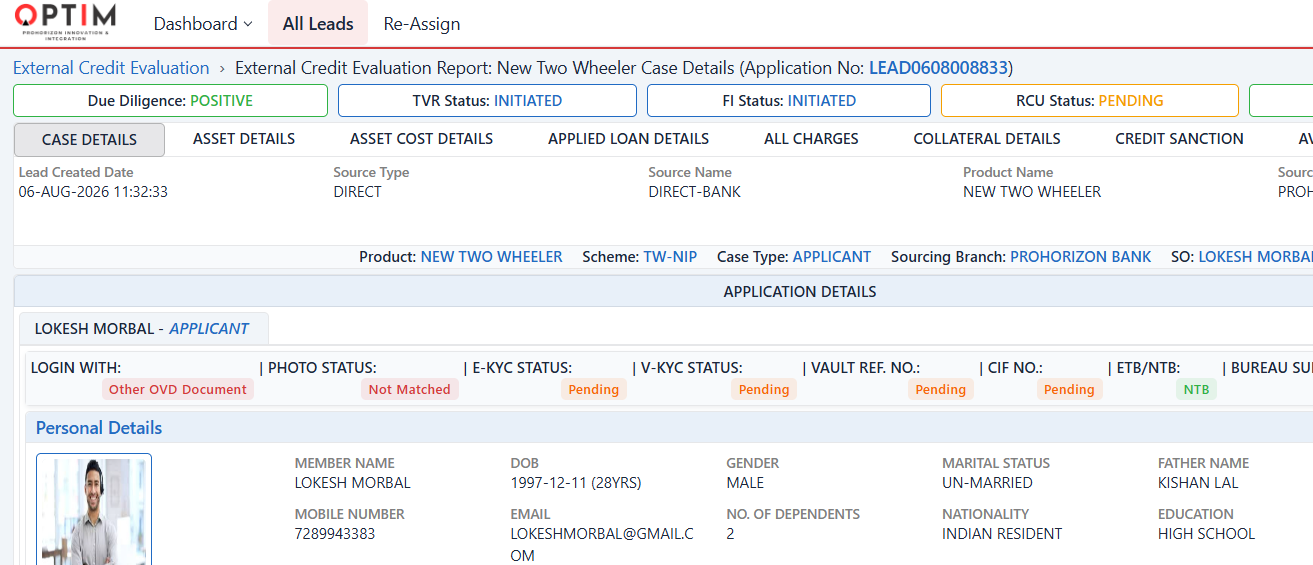 OPTIM
PROHORIZON INNOVATION & INTEGRATION
Dashboard All Leads Re-Assign
External Credit Evaluation › External Credit Evaluation Report: New Two Wheeler Case Details (Application No: LEAD0608008833)
Due Diligence: POSITIVE TVR Status: INITIATED FI Status: INITIATED RCU Status: PENDING
CASE DETAILS ASSET DETAILS ASSET COST DETAILS APPLIED LOAN DETAILS ALL CHARGES COLLATERAL DETAILS CREDIT SANCTION AV
Lead Created Date Source Type Source Name Product Name Sourc
06-AUG-2026 11:32:33 DIRECT DIRECT-BANK NEW TWO WHEELER PROH
Product: NEW TWO WHEELER Scheme: TW-NIP Case Type: APPLICANT Sourcing Branch: PROHORIZON BANK SO: LOKESH MORBAL
APPLICATION DETAILS
LOKESH MORBAL - APPLICANT
LOGIN WITH: | PHOTO STATUS: | E-KYC STATUS: | V-KYC STATUS: | VAULT REF. NO.: | CIF NO.: | ETB/NTB: | BUREAU SU
Other OVD Document Not Matched Pending Pending Pending Pending NTB
Personal Details
MEMBER NAME DOB GENDER MARITAL STATUS FATHER NAME
LOKESH MORBAL 1997-12-11 (28YRS) MALE UN-MARRIED KISHAN LAL
MOBILE NUMBER EMAIL NO. OF DEPENDENTS NATIONALITY EDUCATION
7289943383 LOKESHMORBAL@GMAIL.C 2 INDIAN RESIDENT HIGH SCHOOL
OM